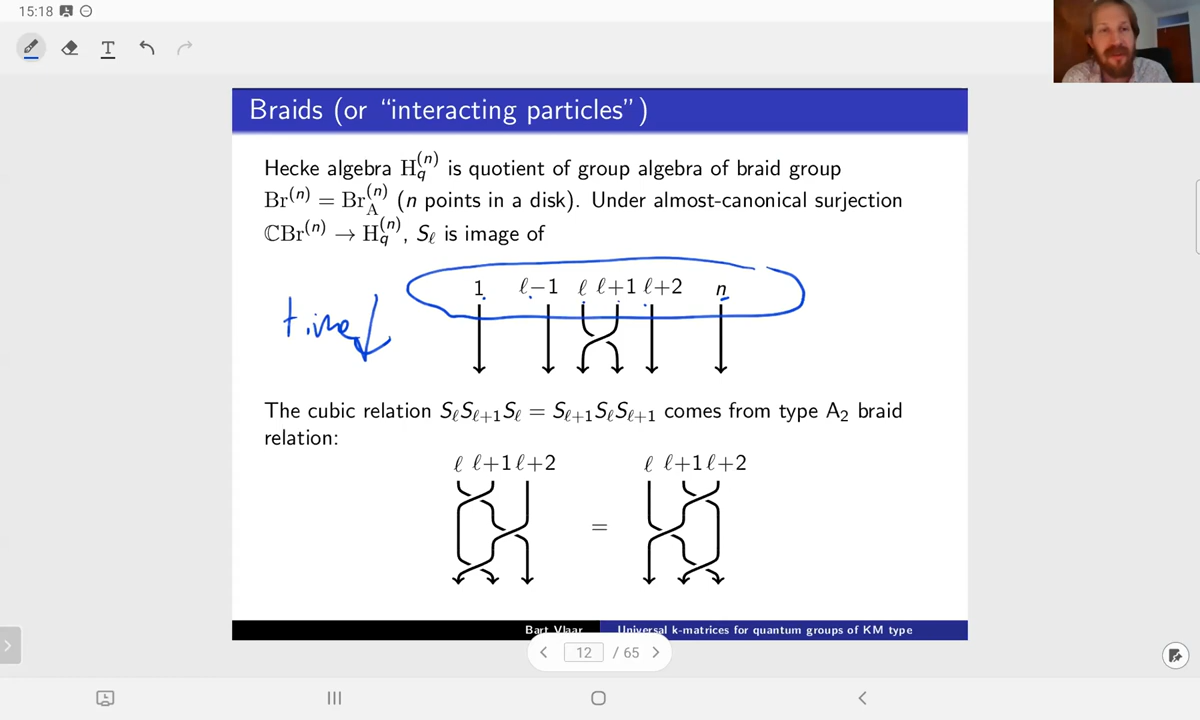 15:18
T
Braids (or “interacting particles”)
Hecke algebra H_q^{(n)} is quotient of group algebra of braid group
Br^{(n)} = Br_A^{(n)} (n points in a disk). Under almost-canonical surjection
ℂBr^{(n)} → H_q^{(n)}, S_ℓ is image of
1 ℓ−1 ℓ ℓ+1 ℓ+2 n
time
The cubic relation S_ℓS_{ℓ+1}S_ℓ = S_{ℓ+1}S_ℓS_{ℓ+1} comes from type A_2 braid
relation:
ℓ ℓ+1 ℓ+2 ℓ ℓ+1 ℓ+2
=
Bart Vlaar Universal k-matrices for quantum groups of KM type
12 / 65